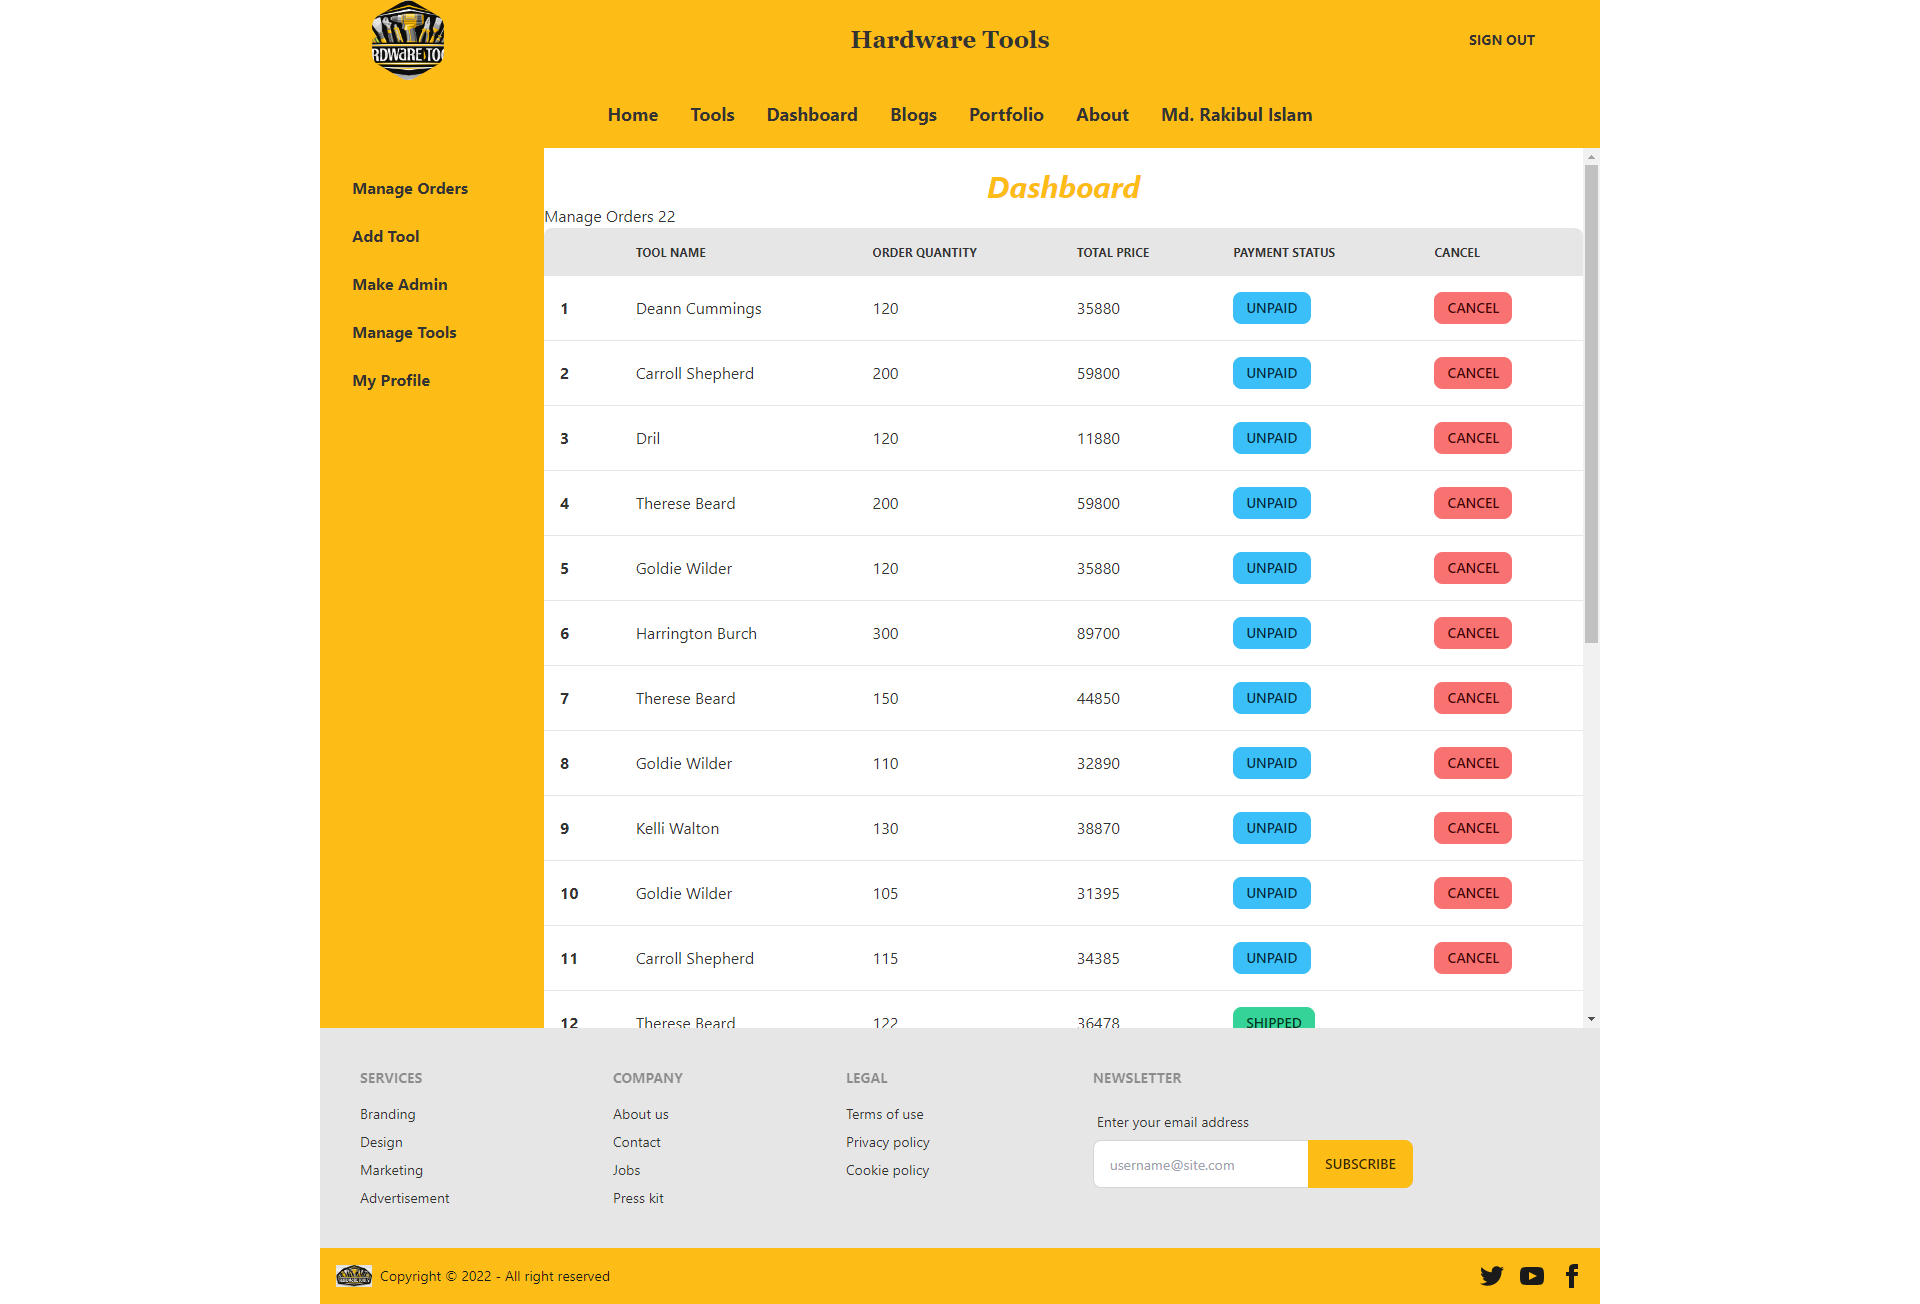 RDWARE TO
Hardware Tools
SIGN OUT
Home Tools Dashboard Blogs Portfolio About Md. Rakibul Islam
Manage Orders
Add Tool
Make Admin
Manage Tools
My Profile
Dashboard
Manage Orders 22
TOOL NAME ORDER QUANTITY TOTAL PRICE PAYMENT STATUS CANCEL
1 Deann Cummings 120 35880 UNPAID CANCEL
2 Carroll Shepherd 200 59800 UNPAID CANCEL
3 Dril 120 11880 UNPAID CANCEL
4 Therese Beard 200 59800 UNPAID CANCEL
5 Goldie Wilder 120 35880 UNPAID CANCEL
6 Harrington Burch 300 89700 UNPAID CANCEL
7 Therese Beard 150 44850 UNPAID CANCEL
8 Goldie Wilder 110 32890 UNPAID CANCEL
9 Kelli Walton 130 38870 UNPAID CANCEL
10 Goldie Wilder 105 31395 UNPAID CANCEL
11 Carroll Shepherd 115 34385 UNPAID CANCEL
12 Therese Beard 122 36478 SHIPPED
SERVICES
Branding
Design
Marketing
Advertisement
COMPANY
About us
Contact
Jobs
Press kit
LEGAL
Terms of use
Privacy policy
Cookie policy
NEWSLETTER
Enter your email address
username@site.com SUBSCRIBE
Copyright © 2022 - All right reserved